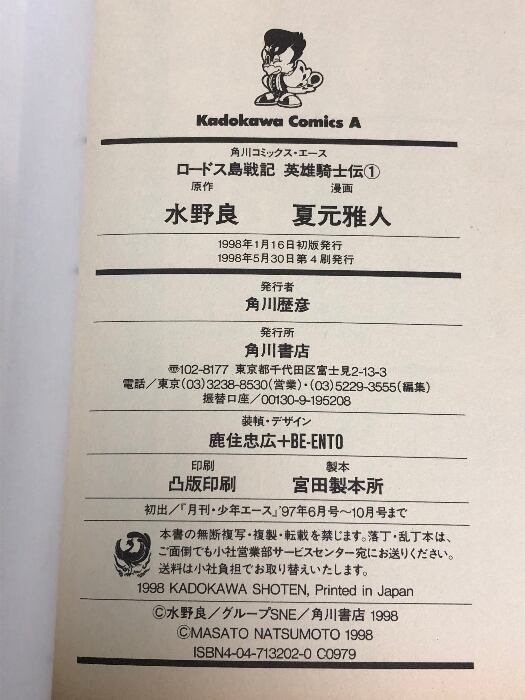 Kadokawa Comics A
角川コミックス・エース
ロードス島戦記 英雄騎士伝①
原作 漫画
水野良 夏元雅人
1998年1月16日初版発行
1998年5月30日第4刷発行
発行者
角川歴彦
発行所
角川書店
〠102-8177 東京都千代田区富士見2-13-3
電話/東京(03)3238-8530(営業)・(03)5229-3555(編集)
振替口座/00130-9-195208
装幀・デザイン
鹿住忠広+BE-ENTO
印刷 製本
凸版印刷 宮田製本所
初出/『月刊・少年エース』'97年6月号〜10月号まで
本書の無断複写・複製・転載を禁じます。落丁・乱丁本は、
ご面倒でも小社営業部サービスセンター宛にお送りください。
送料は小社負担でお取り替えいたします。
1998 KADOKAWA SHOTEN, Printed in Japan
©水野良/グループSNE/角川書店 1998
©MASATO NATSUMOTO 1998
ISBN4-04-713202-0 C0979